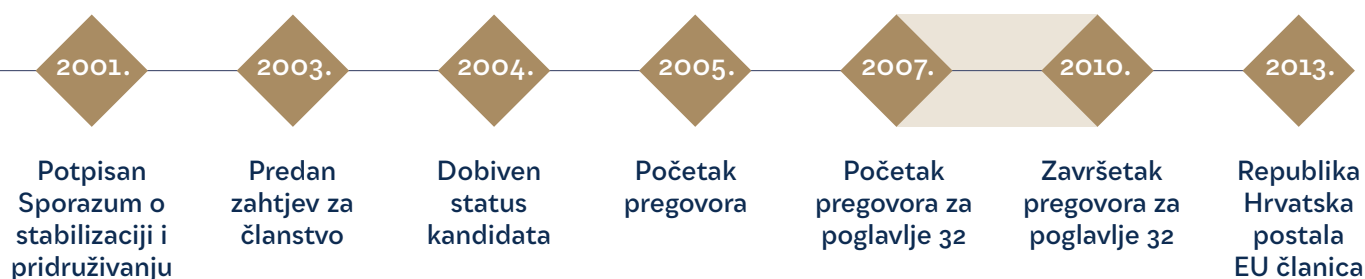 2001.
Potpisan
Sporazum o
stabilizaciji i
pridruživanju
2003.
Predan
zahtjev za
članstvo
2004.
Dobiven
status
kandidata
2005.
Početak
pregovora
2007.
Početak
pregovora za
poglavlje 32
2010.
Završetak
pregovora za
poglavlje 32
2013.
Republika
Hrvatska
postala
EU članica